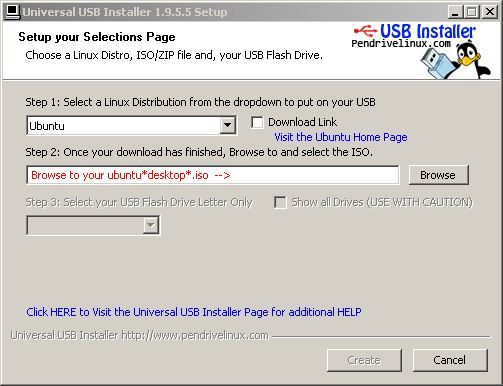 Universal USB Installer 1.9.5.5 Setup
Setup your Selections Page
Choose a Linux Distro, ISO/ZIP file and, your USB Flash Drive.
USB Installer
Pendrivelinux.com
Step 1: Select a Linux Distribution from the dropdown to put on your USB
Ubuntu
Download Link
Visit the Ubuntu Home Page
Step 2: Once your download has finished, Browse to and select the ISO.
Browse to your ubuntu*desktop*.iso -->
Browse
Step 3: Select your USB Flash Drive Letter Only
Show all Drives (USE WITH CAUTION)
Click HERE to Visit the Universal USB Installer Page for additional HELP
Universal USB Installer http://www.pendrivelinux.com
Create
Cancel